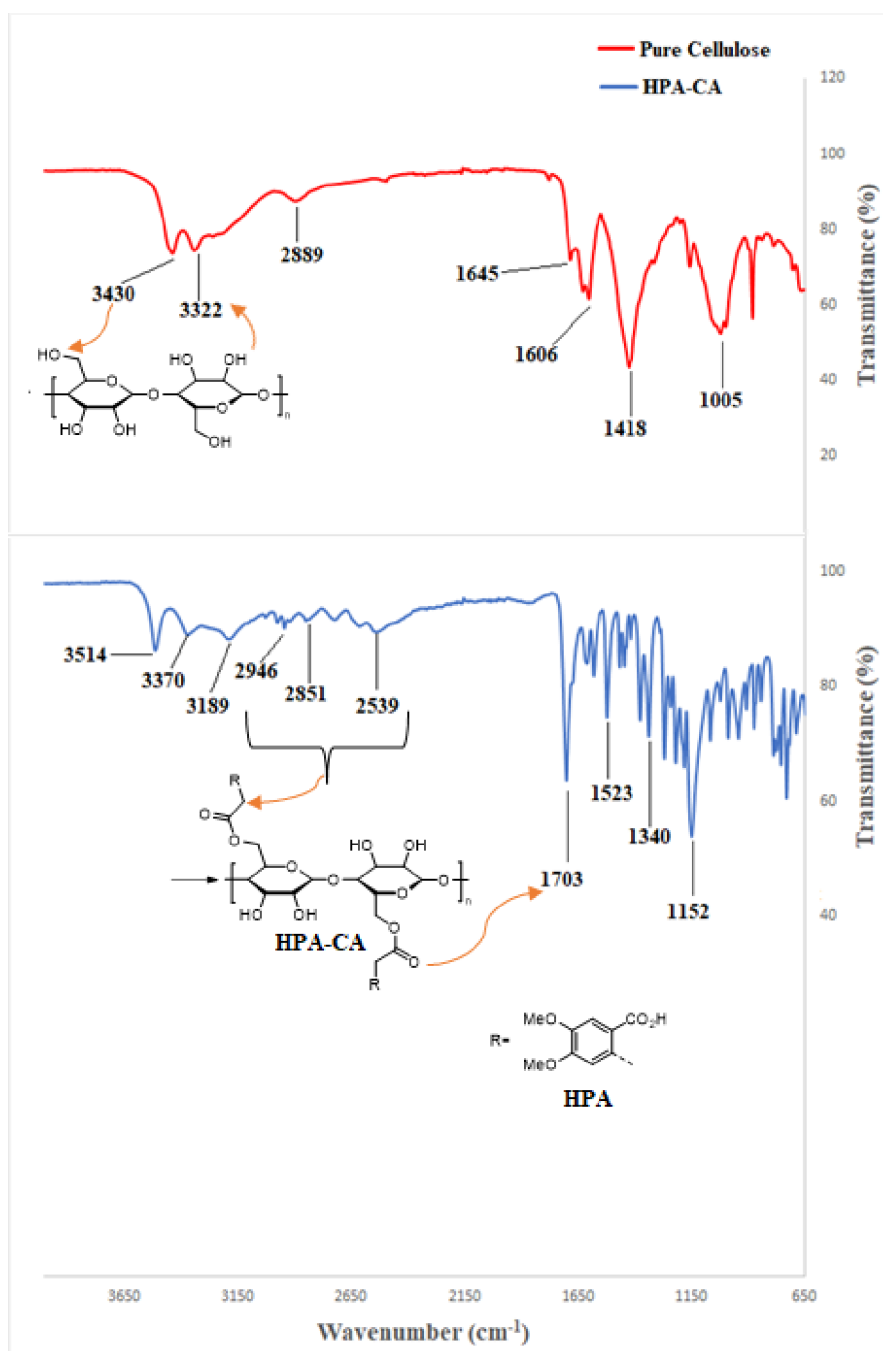 Pure Cellulose
HPA-CA
120
100
80
60
40
20
Transmittance (%)
3430
3322
2889
1645
1606
1418
1005
HO
HO OH
O
O
O
O
HO OH
OH
n
100
80
60
40
Transmittance (%)
3514
3370
3189
2946
2851
2539
1703
1523
1340
1152
R
O
O
HO OH
O
O
O
O
HO OH
n
O
O
R
HPA-CA
R=
MeO
MeO
CO2H
HPA
3650 3150 2650 2150 1650 1150 650
Wavenumber (cm-1)